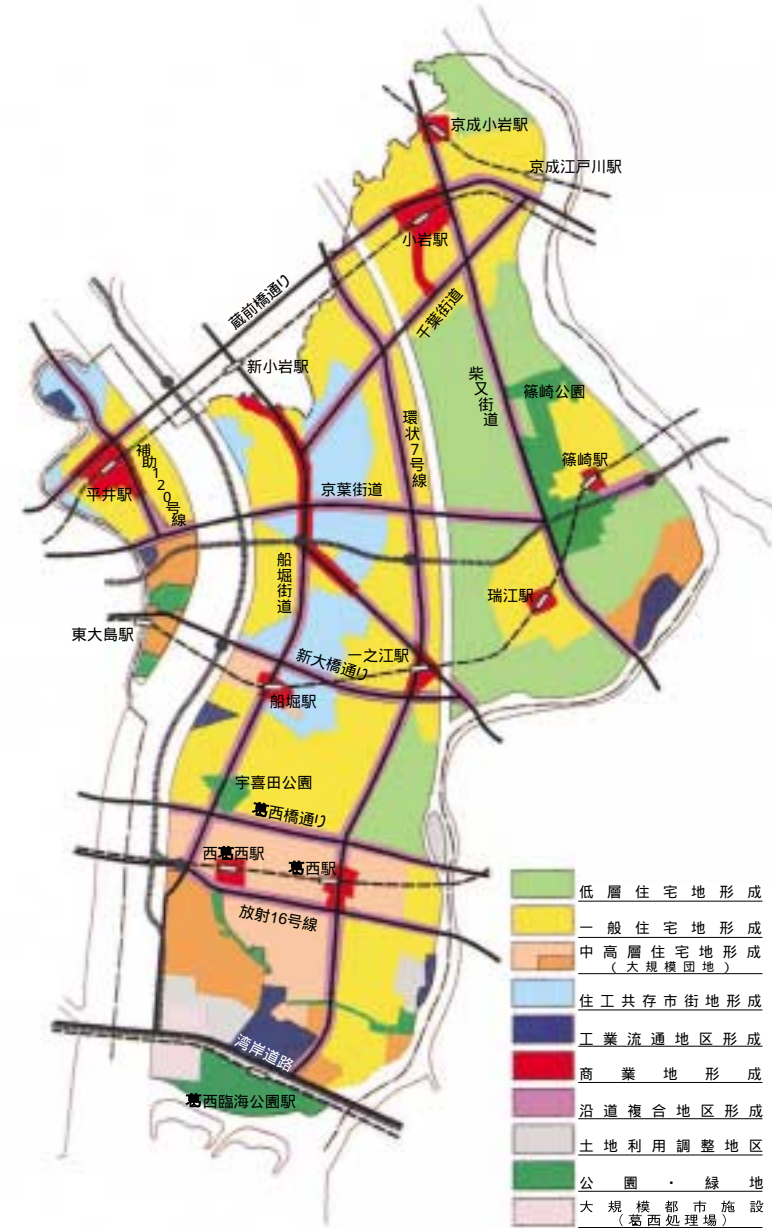 京成小岩駅
京成江戸川駅
小岩駅
蔵前橋通り
千葉街道
新小岩駅
柴又街道
篠崎公園
環状7号線
補助120号線
平井駅
篠崎駅
京葉街道
船堀街道
瑞江駅
東大島駅
一之江駅
新大橋通り
船堀駅
宇喜田公園
葛西橋通り
西葛西駅
葛西駅
放射16号線
湾岸道路
葛西臨海公園駅
低層住宅地形成
一般住宅地形成
中高層住宅地形成
(大規模団地)
住工共存市街地形成
工業流通地区形成
商業地形成
沿道複合地区形成
土地利用調整地区
公園・緑地
大規模都市施設
(葛西処理場)